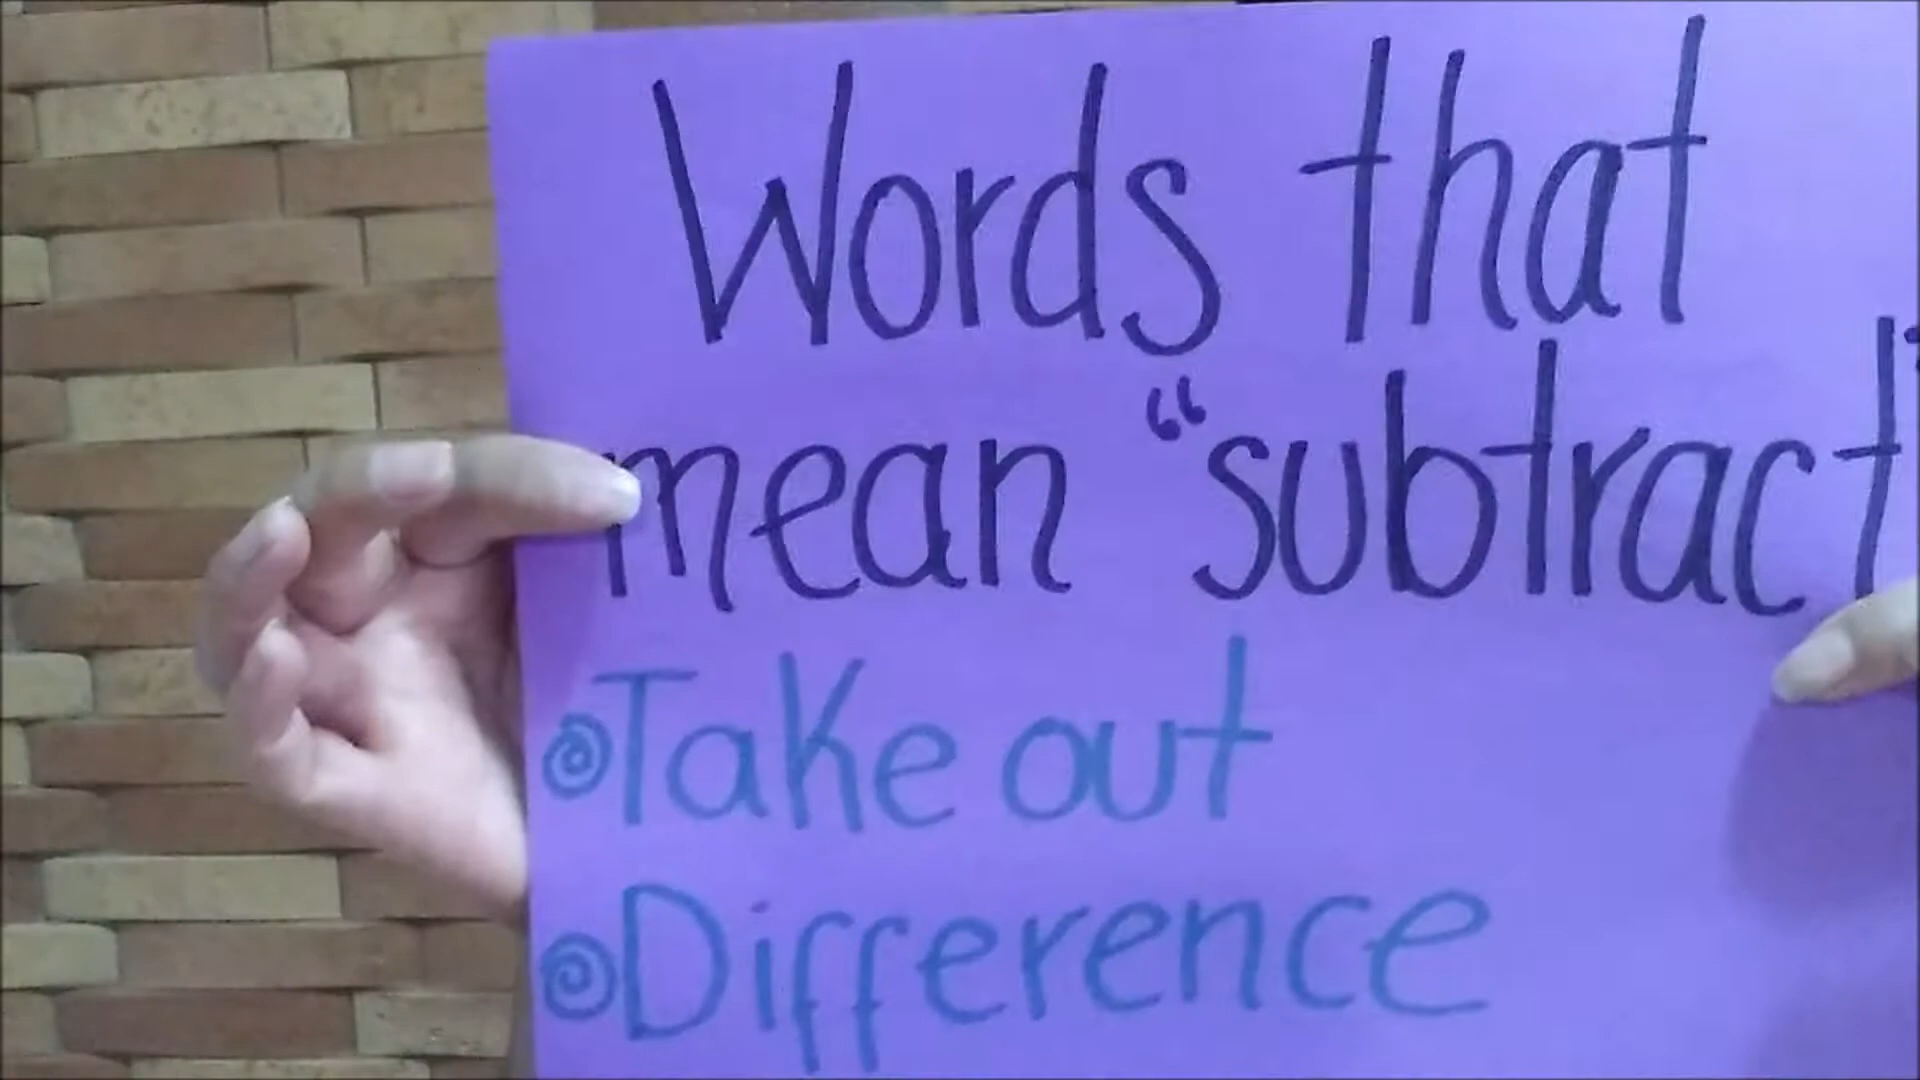 Words that
mean “subtract”
Take out
Difference